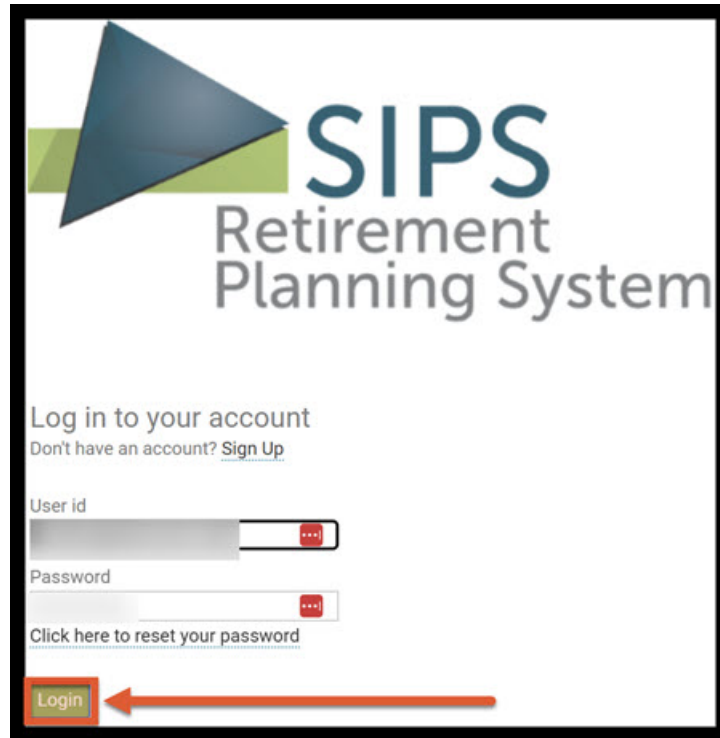 SIPS
Retirement
Planning System
Log in to your account
Don't have an account? Sign Up
User id
Password
Click here to reset your password
Login